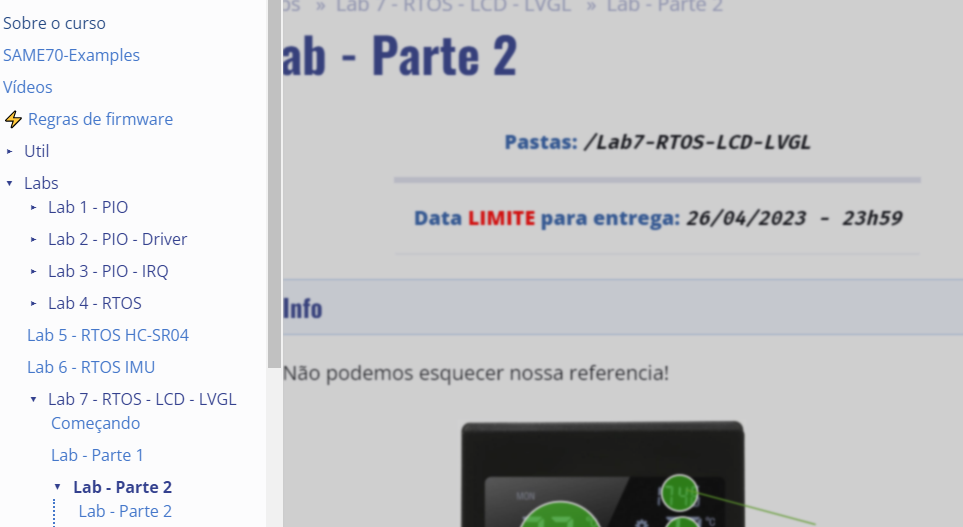 Sobre o curso
SAME70-Examples
Vídeos
Regras de firmware
Util
Labs
Lab 1 - PIO
Lab 2 - PIO - Driver
Lab 3 - PIO - IRQ
Lab 4 - RTOS
Lab 5 - RTOS HC-SR04
Lab 6 - RTOS IMU
Lab 7 - RTOS - LCD - LVGL
Começando
Lab - Parte 1
Lab - Parte 2
Lab - Parte 2
» Lab 7 - RTOS - LCD - LVGL » Lab - Parte 2
ab - Parte 2
Pastas: /Lab7-RTOS-LCD-LVGL
Data LIMITE para entrega: 26/04/2023 - 23h59
Info
Não podemos esquecer nossa referencia!
MON
°C